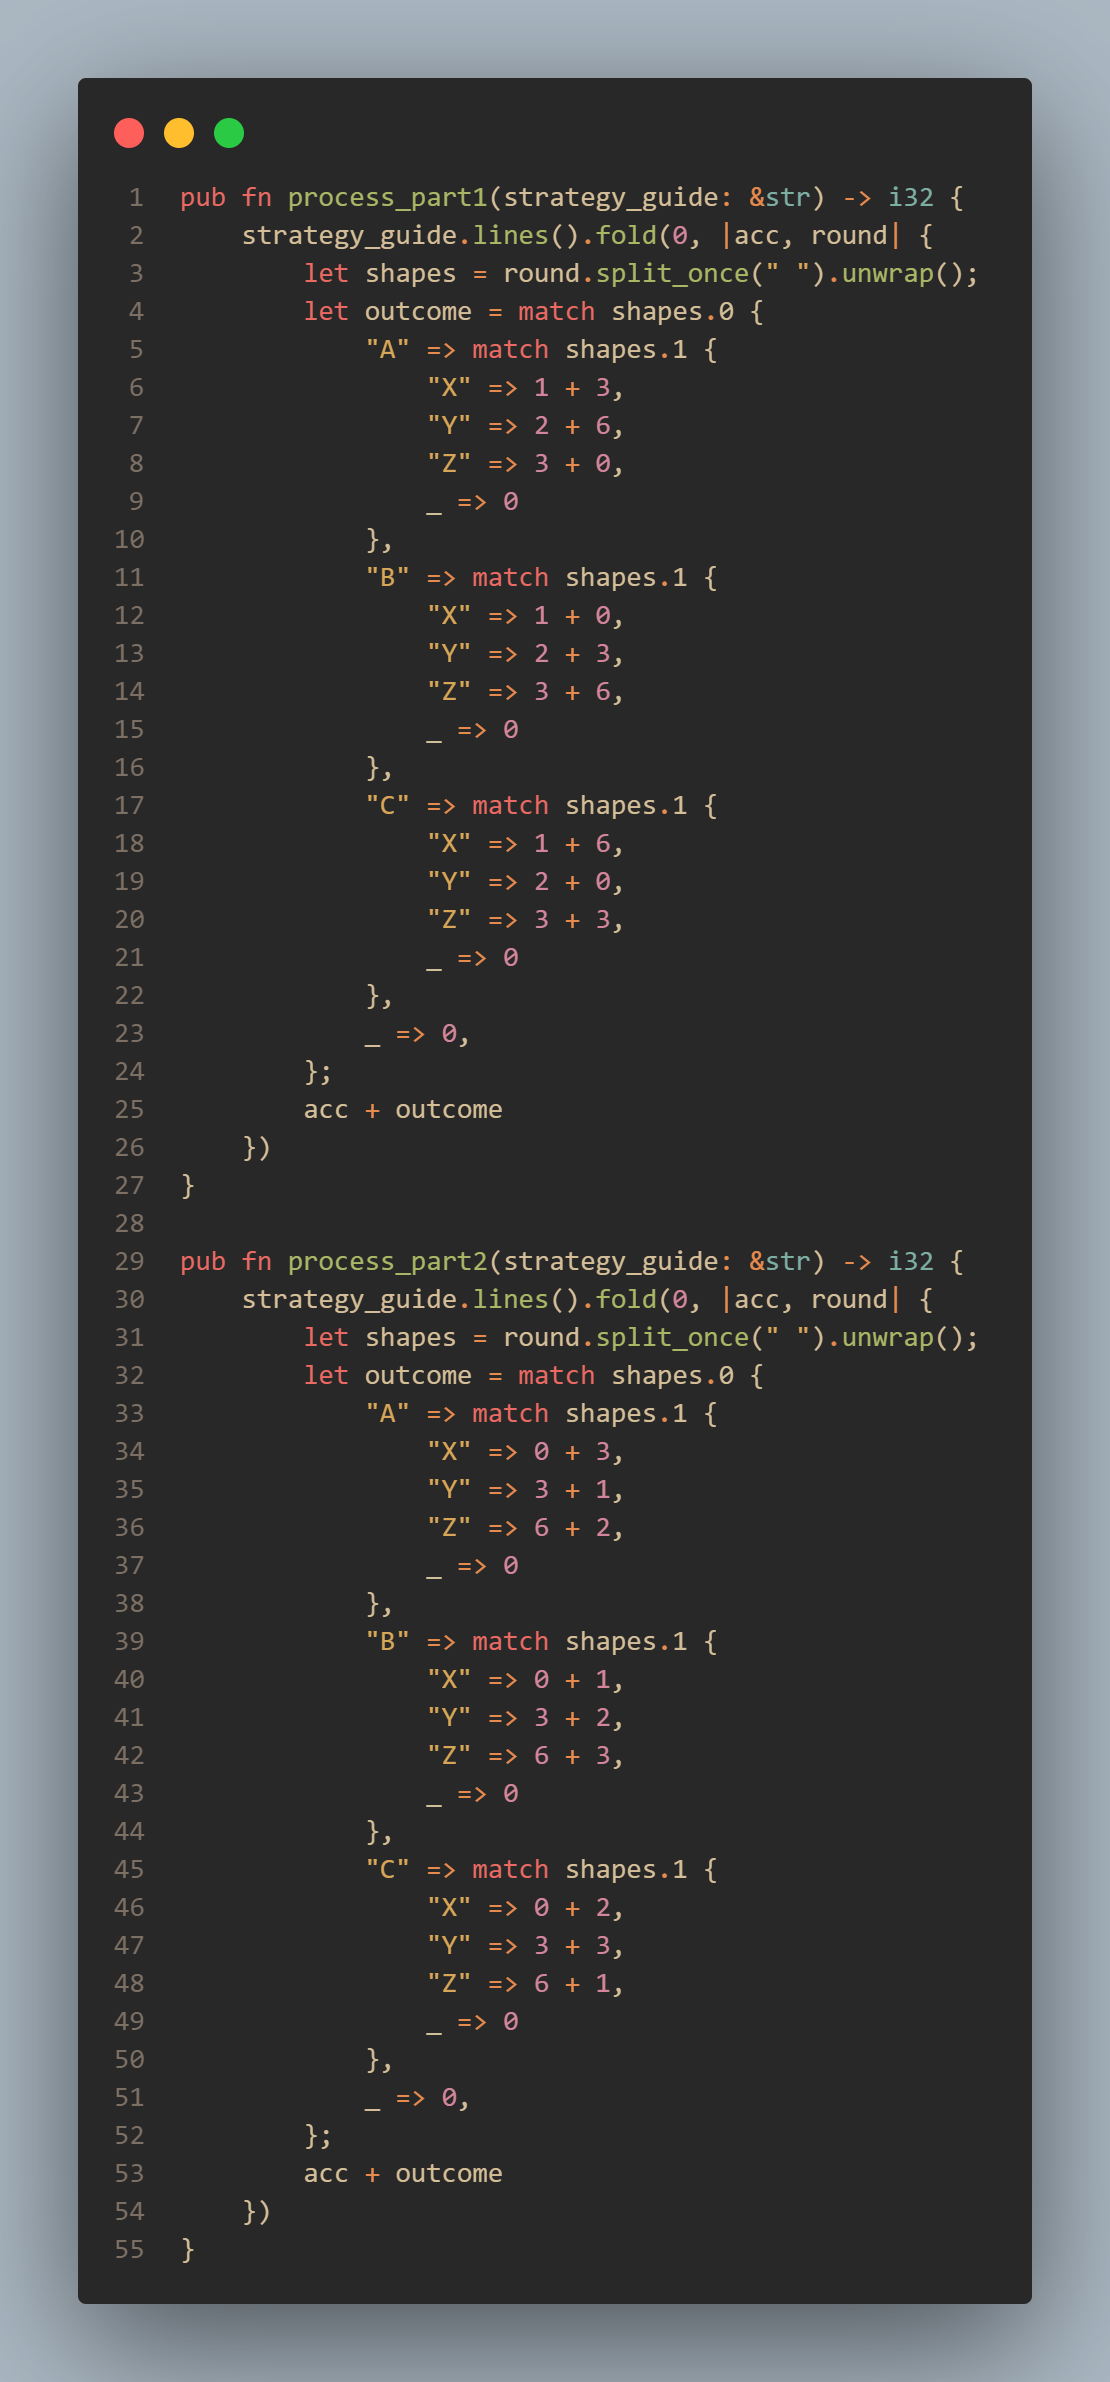 1 pub fn process_part1(strategy_guide: &str) -> i32 {
2     strategy_guide.lines().fold(0, |acc, round| {
3         let shapes = round.split_once(" ").unwrap();
4         let outcome = match shapes.0 {
5             "A" => match shapes.1 {
6                 "X" => 1 + 3,
7                 "Y" => 2 + 6,
8                 "Z" => 3 + 0,
9                 _ => 0
10             },
11             "B" => match shapes.1 {
12                 "X" => 1 + 0,
13                 "Y" => 2 + 3,
14                 "Z" => 3 + 6,
15                 _ => 0
16             },
17             "C" => match shapes.1 {
18                 "X" => 1 + 6,
19                 "Y" => 2 + 0,
20                 "Z" => 3 + 3,
21                 _ => 0
22             },
23             _ => 0,
24         };
25         acc + outcome
26     })
27 }
28
29 pub fn process_part2(strategy_guide: &str) -> i32 {
30     strategy_guide.lines().fold(0, |acc, round| {
31         let shapes = round.split_once(" ").unwrap();
32         let outcome = match shapes.0 {
33             "A" => match shapes.1 {
34                 "X" => 0 + 3,
35                 "Y" => 3 + 1,
36                 "Z" => 6 + 2,
37                 _ => 0
38             },
39             "B" => match shapes.1 {
40                 "X" => 0 + 1,
41                 "Y" => 3 + 2,
42                 "Z" => 6 + 3,
43                 _ => 0
44             },
45             "C" => match shapes.1 {
46                 "X" => 0 + 2,
47                 "Y" => 3 + 3,
48                 "Z" => 6 + 1,
49                 _ => 0
50             },
51             _ => 0,
52         };
53         acc + outcome
54     })
55 }